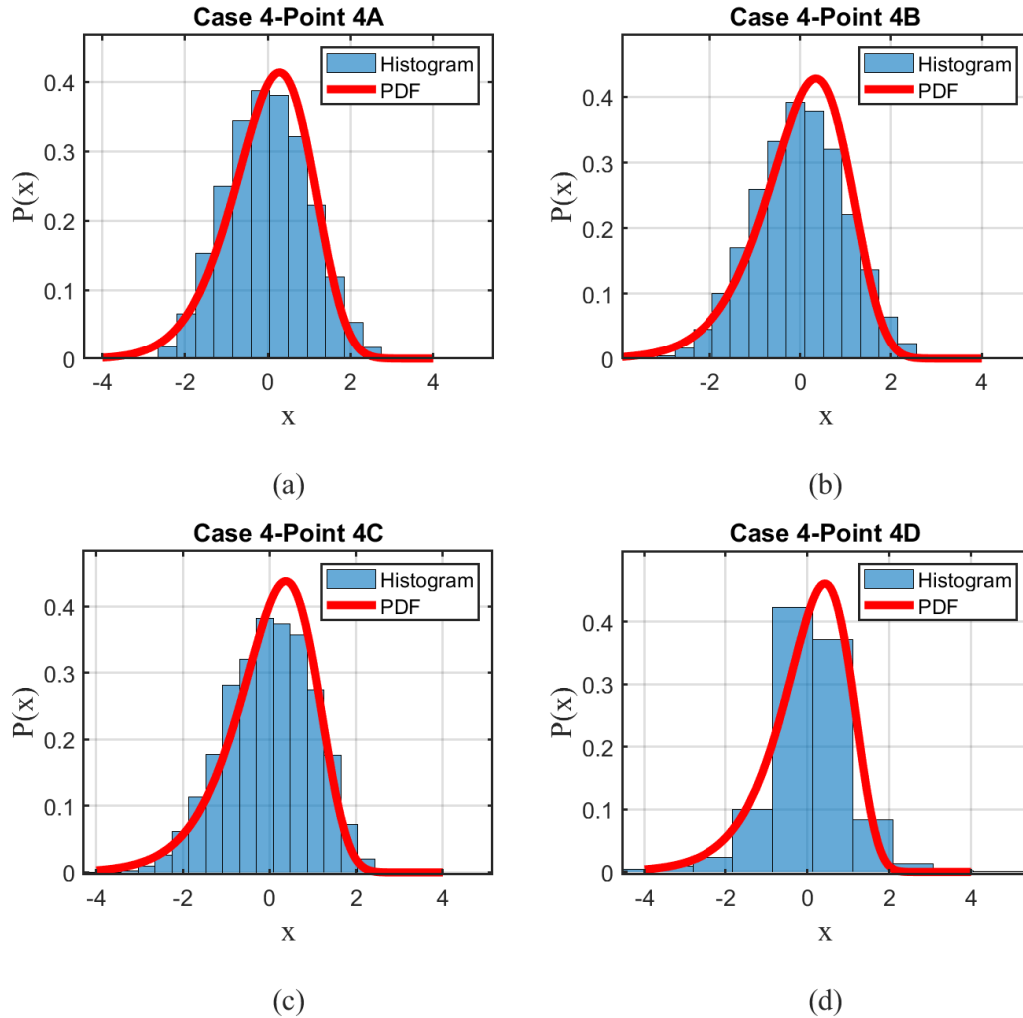 Case 4-Point 4A
Histogram
PDF
0.4
0.3
0.2
0.1
0
P(x)
-4 -2 0 2 4
x
(a)
Case 4-Point 4B
Histogram
PDF
0.4
0.3
0.2
0.1
0
P(x)
-2 0 2 4
x
(b)
Case 4-Point 4C
Histogram
PDF
0.4
0.3
0.2
0.1
0
P(x)
-4 -2 0 2 4
x
(c)
Case 4-Point 4D
Histogram
PDF
0.4
0.3
0.2
0.1
0
P(x)
-4 -2 0 2 4
x
(d)